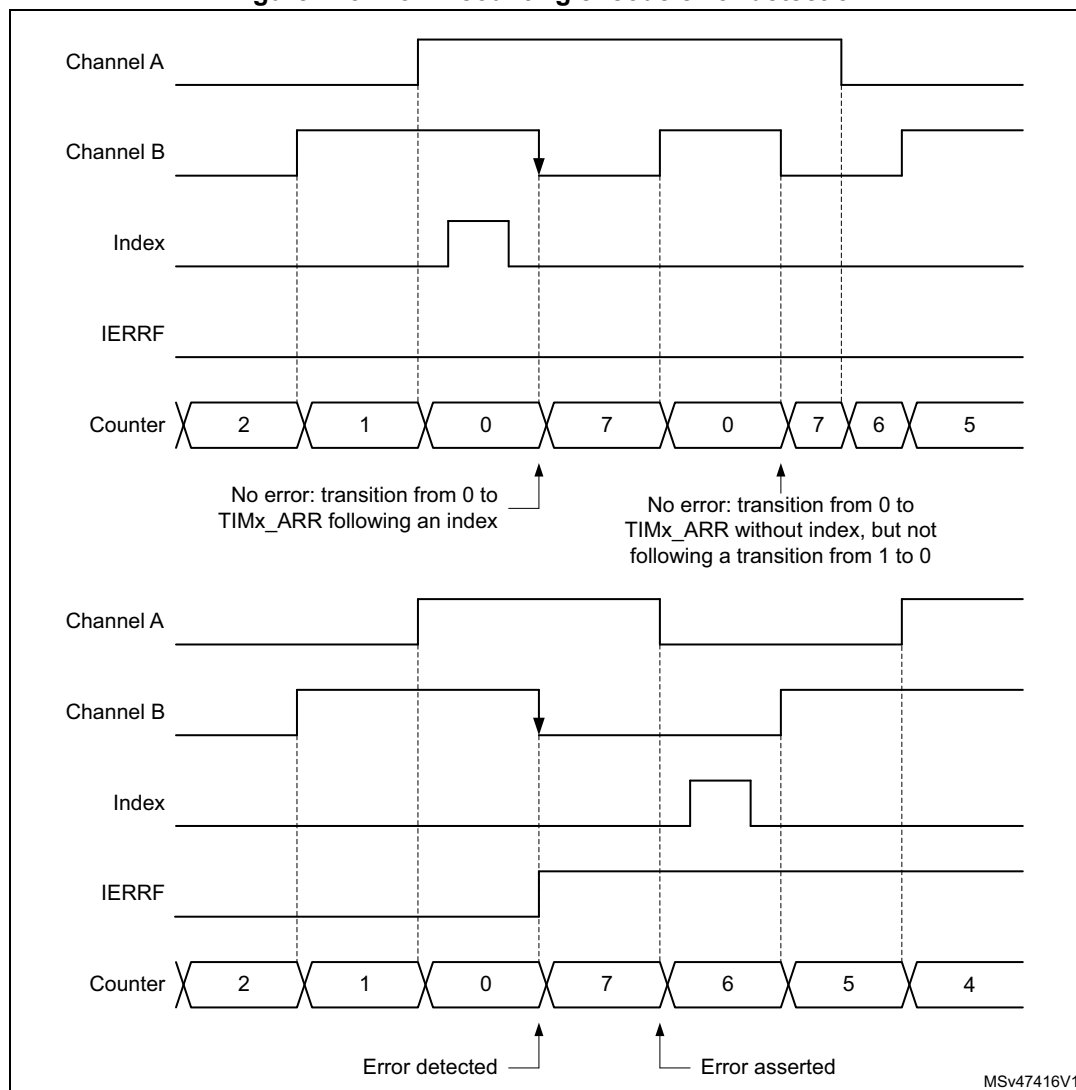 Channel A
Channel B
Index
IERRF
Counter 2 1 0 7 0 7 6 5
No error: transition from 0 to
TIMx_ARR following an index
No error: transition from 0 to
TIMx_ARR without index, but not
following a transition from 1 to 0
Channel A
Channel B
Index
IERRF
Counter 2 1 0 7 6 5 4
Error detected
Error asserted
MSv47416V1